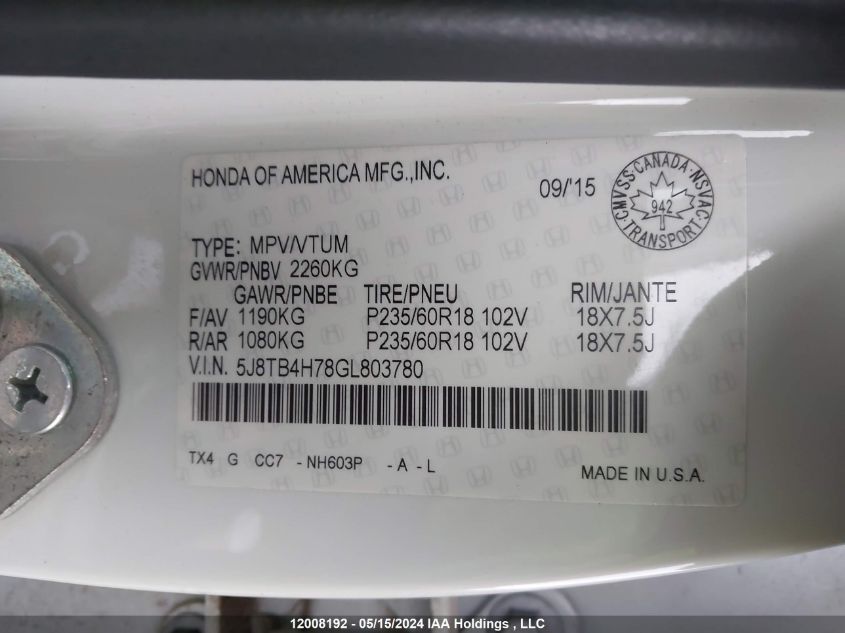 HONDA OF AMERICA MFG.,INC.
09/'15
CMVSS·CANADA·NSVAC
942
TRANSPORT
TYPE: MPV/VTUM
GVWR/PNBV 2260KG
GAWR/PNBE TIRE/PNEU RIM/JANTE
F/AV 1190KG P235/60R18 102V 18X7.5J
R/AR 1080KG P235/60R18 102V 18X7.5J
V.I.N. 5J8TB4H78GL803780
TX4 G CC7 - NH603P - A - L
MADE IN U.S.A.
12008192 - 05/15/2024 IAA Holdings , LLC